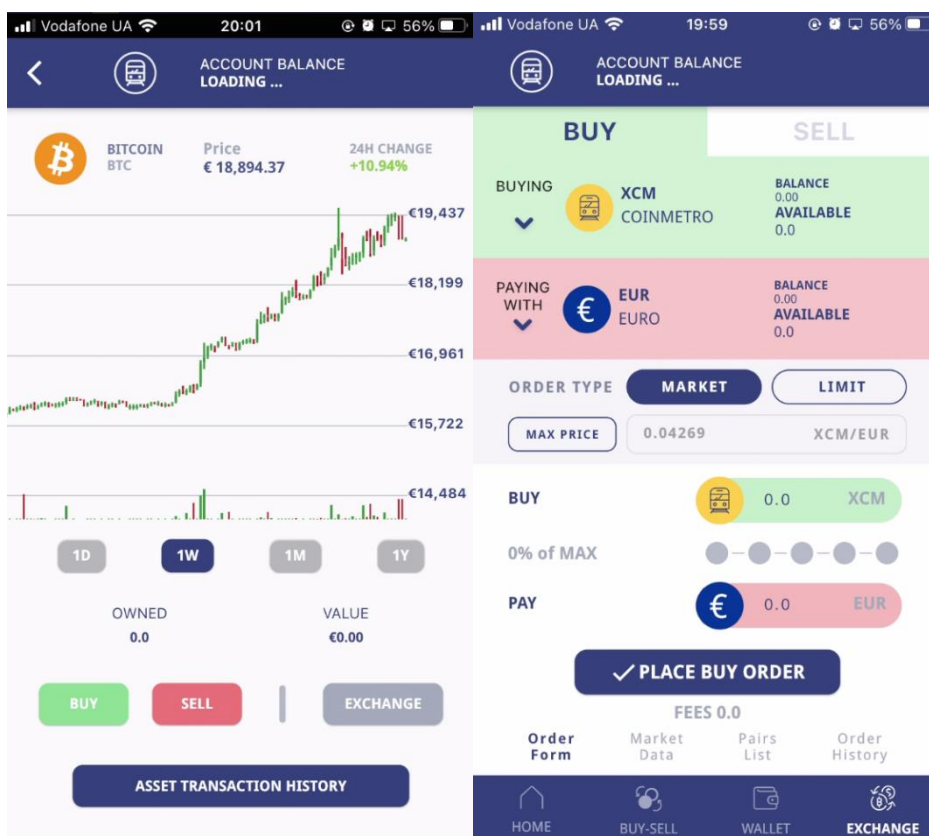 Vodafone UA 20:01 56%
ACCOUNT BALANCE
LOADING ...
BITCOIN
BTC
Price
€ 18,894.37
24H CHANGE
+10.94%
€19,437
€18,199
€16,961
€15,722
€14,484
1D 1W 1M 1Y
OWNED VALUE
0.0 €0.00
BUY SELL EXCHANGE
ASSET TRANSACTION HISTORY
Vodafone UA 19:59 56%
ACCOUNT BALANCE
LOADING ...
BUY SELL
BUYING
XCM
COINMETRO
BALANCE
0.00
AVAILABLE
0.0
PAYING
WITH
€
EUR
EURO
BALANCE
0.00
AVAILABLE
0.0
ORDER TYPE MARKET LIMIT
MAX PRICE 0.04269 XCM/EUR
BUY 0.0 XCM
0% of MAX
PAY € 0.0 EUR
PLACE BUY ORDER
FEES 0.0
Order Market Pairs Order
Form Data List History
HOME BUY-SELL WALLET EXCHANGE